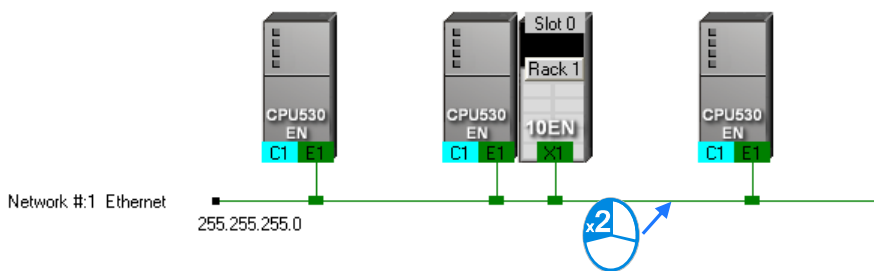 Slot 0
Rack 1
CPU530
EN
CPU530
EN
10EN
CPU530
EN
C1 E1
C1 E1
X1
C1 E1
Network #:1 Ethernet
255.255.255.0
x2